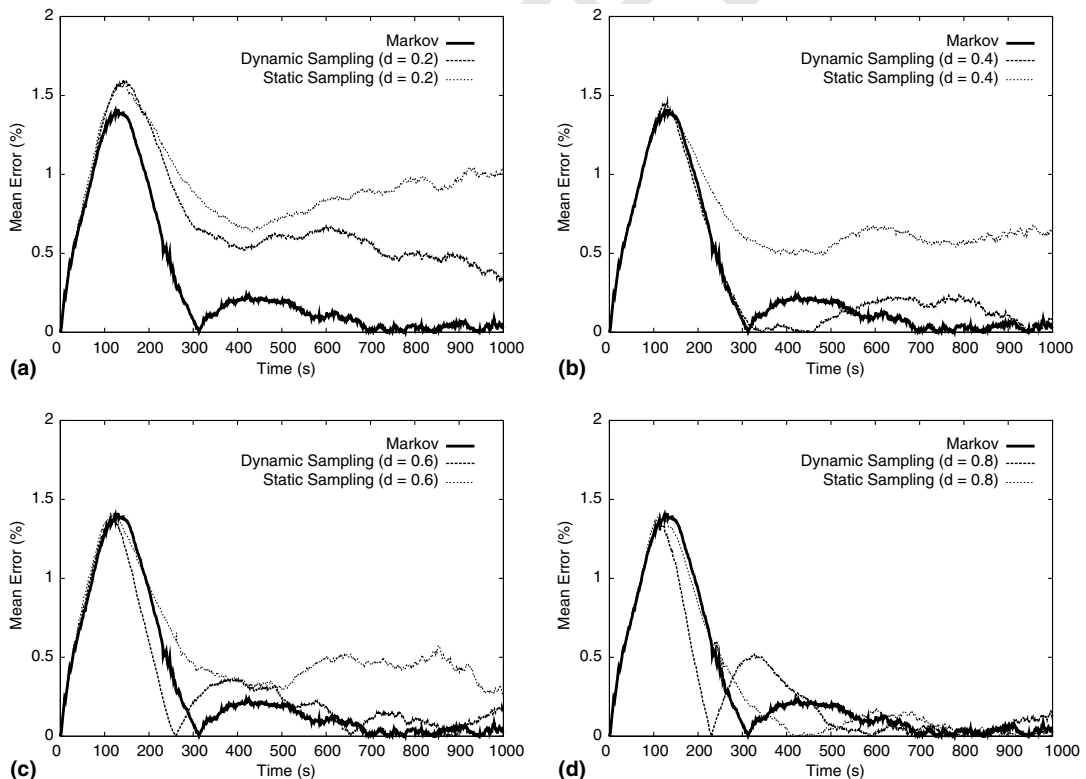 2
1.5
1
0.5
0
Mean Error (%)
Markov
Dynamic Sampling (d = 0.2)
Static Sampling (d = 0.2)
0 100 200 300 400 500 600 700 800 900 1000
Time (s)
(a)
2
1.5
1
0.5
0
Mean Error (%)
Markov
Dynamic Sampling (d = 0.4)
Static Sampling (d = 0.4)
0 100 200 300 400 500 600 700 800 900 1000
Time (s)
(b)
2
1.5
1
0.5
0
Mean Error (%)
Markov
Dynamic Sampling (d = 0.6)
Static Sampling (d = 0.6)
0 100 200 300 400 500 600 700 800 900 1000
Time (s)
(c)
2
1.5
1
0.5
0
Mean Error (%)
Markov
Dynamic Sampling (d = 0.8)
Static Sampling (d = 0.8)
0 100 200 300 400 500 600 700 800 900 1000
Time (s)
(d)